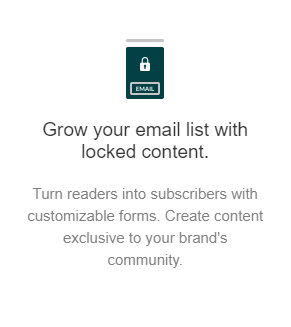 EMAIL
Grow your email list with
locked content.
Turn readers into subscribers with
customizable forms. Create content
exclusive to your brand's
community.